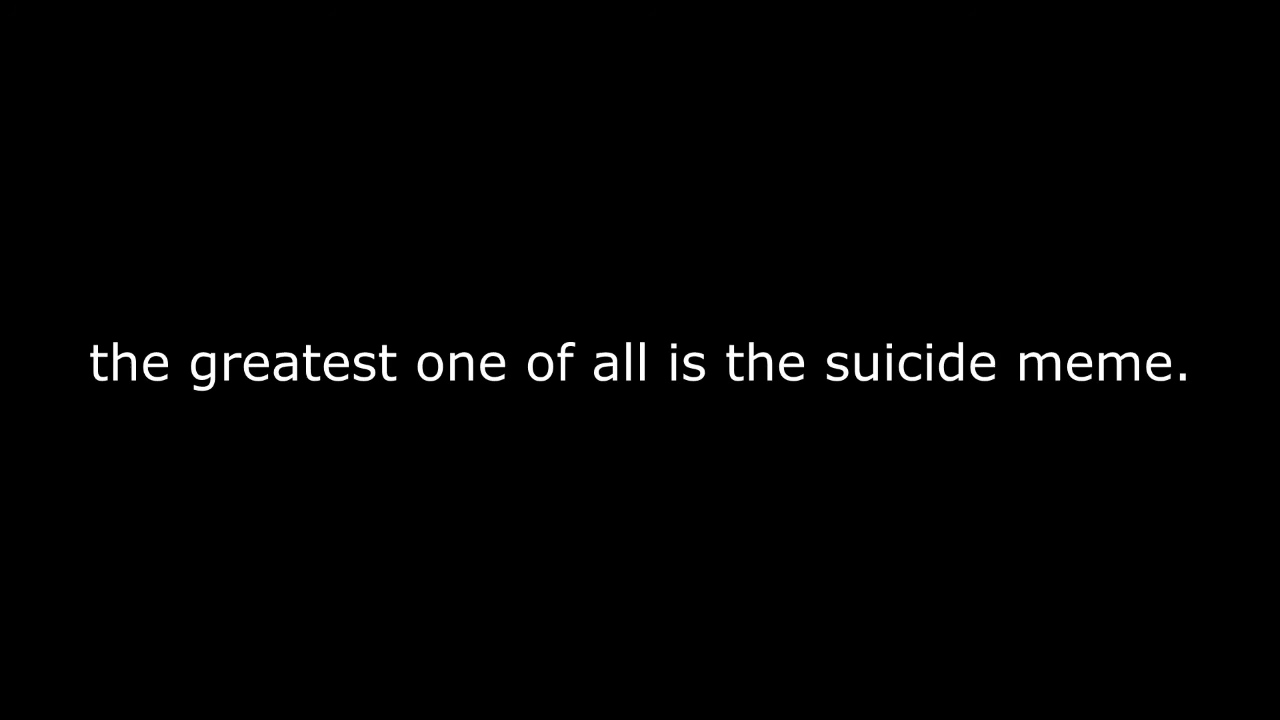 the greatest one of all is the suicide meme.